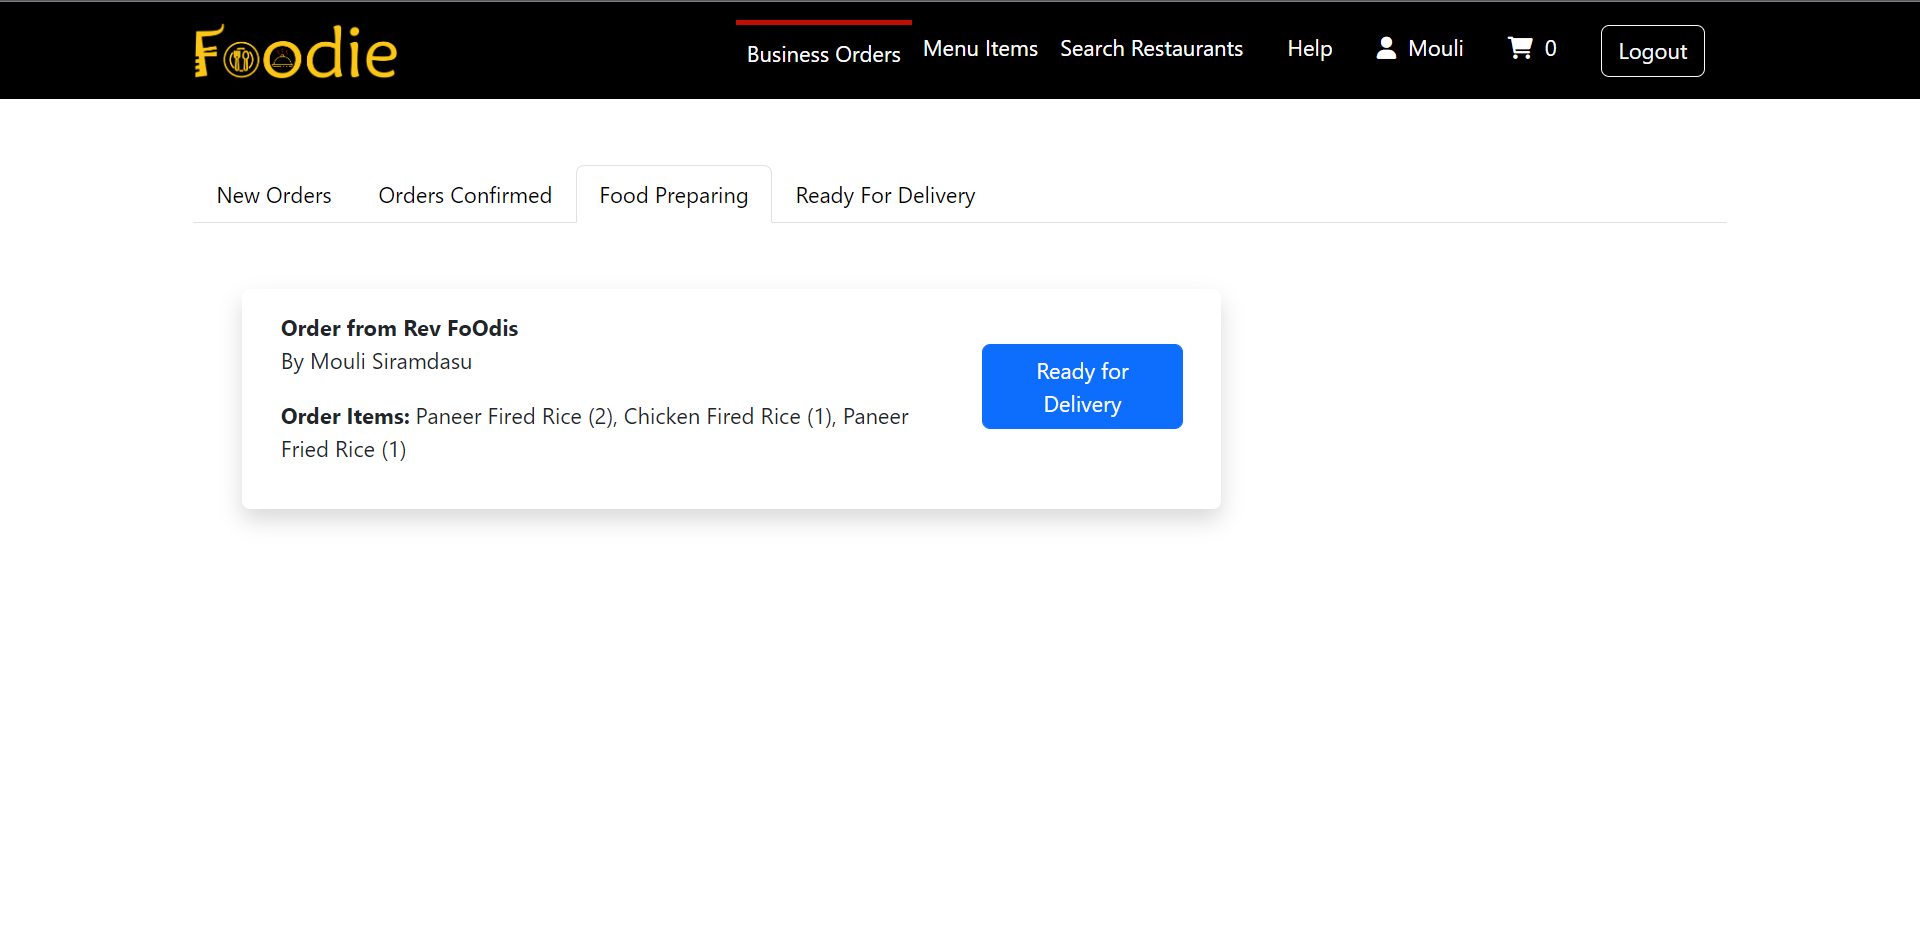 Foodie
Business Orders Menu Items Search Restaurants Help Mouli 0 Logout
New Orders Orders Confirmed Food Preparing Ready For Delivery
Order from Rev FoOdis
By Mouli Siramdasu
Order Items: Paneer Fired Rice (2), Chicken Fired Rice (1), Paneer
Fried Rice (1)
Ready for
Delivery